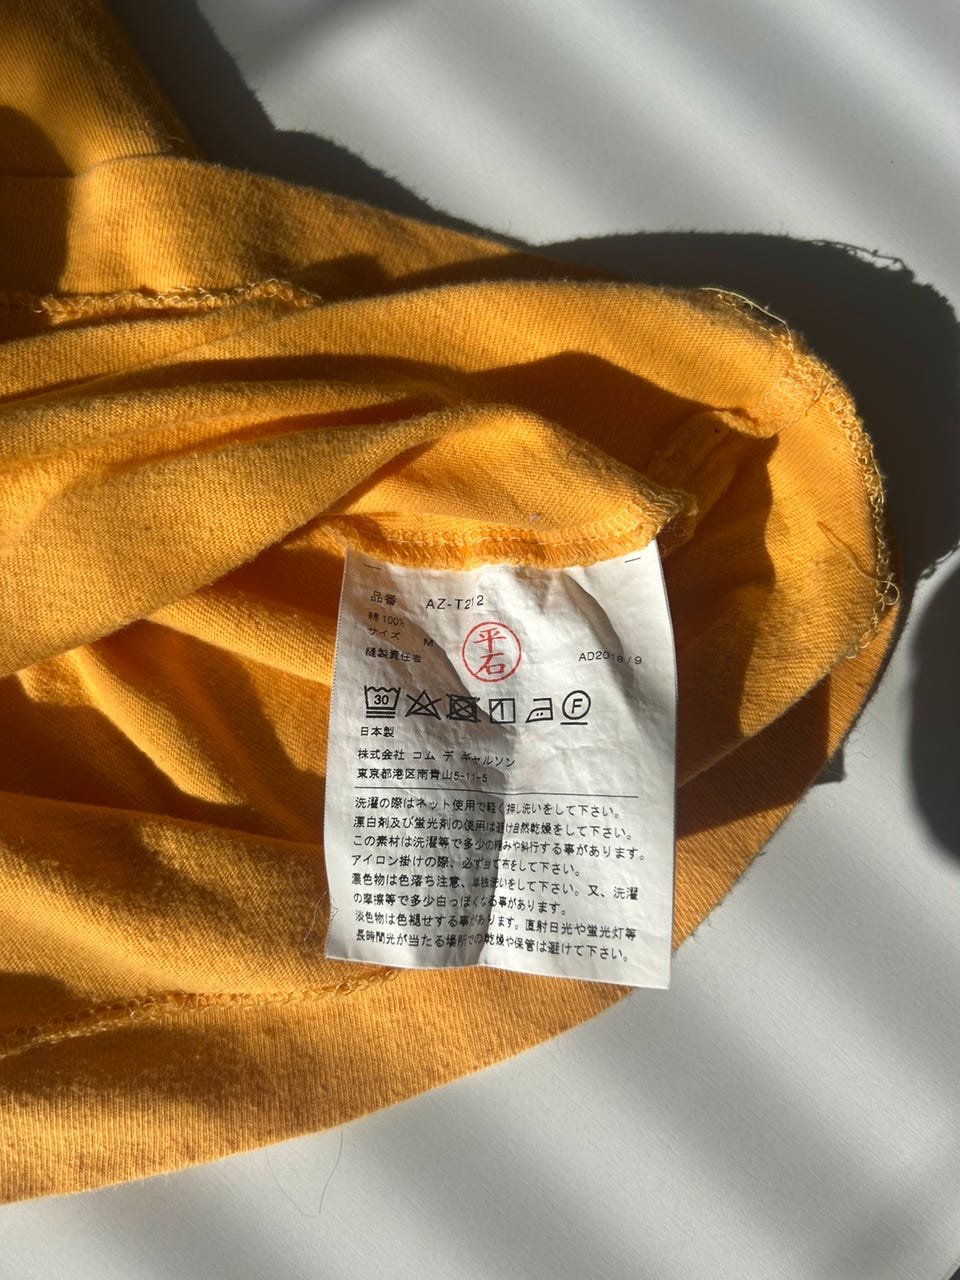 品番 AZ-T212
綿 100%
サイズ M
縫製責任者 平石 AD2018/9
30 F
日本製
株式会社 コム デ ギャルソン
東京都港区南青山5-11-5
洗濯の際はネット使用で軽く押し洗いをして下さい。
漂白剤及び蛍光剤の使用は避け自然乾燥をして下さい。
この素材は洗濯等で多少の縮みや斜行する事があります。
アイロン掛けの際、必ず当て布をして下さい。
濃色物は色落ち注意、単独洗いをして下さい。又、洗濯
の摩擦等で多少白っぽくなる事があります。
淡色物は色褪せする事があります。直射日光や蛍光灯等
長時間光が当たる場所での乾燥や保管は避けて下さい。